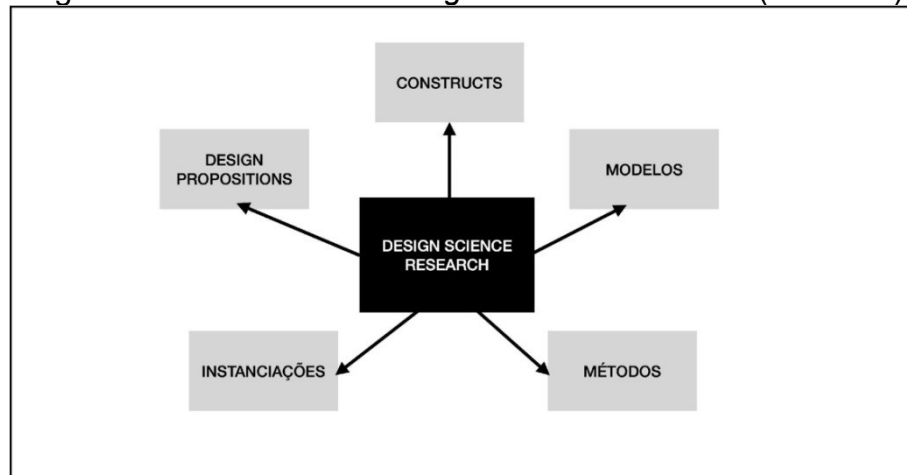 CONSTRUCTS
DESIGN
PROPOSITIONS
MODELOS
DESIGN SCIENCE
RESEARCH
INSTANCIAÇÕES
MÉTODOS